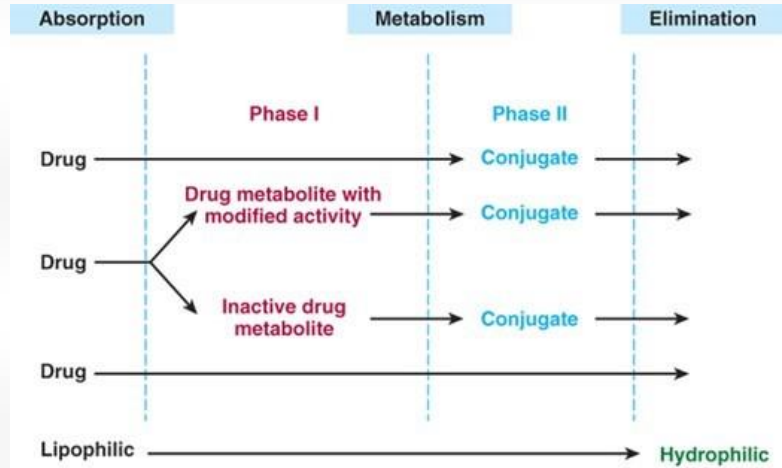 Absorption Metabolism Elimination
Phase I Phase II
Drug Conjugate
Drug metabolite with
modified activity Conjugate
Drug
Inactive drug
metabolite Conjugate
Drug
Lipophilic Hydrophilic